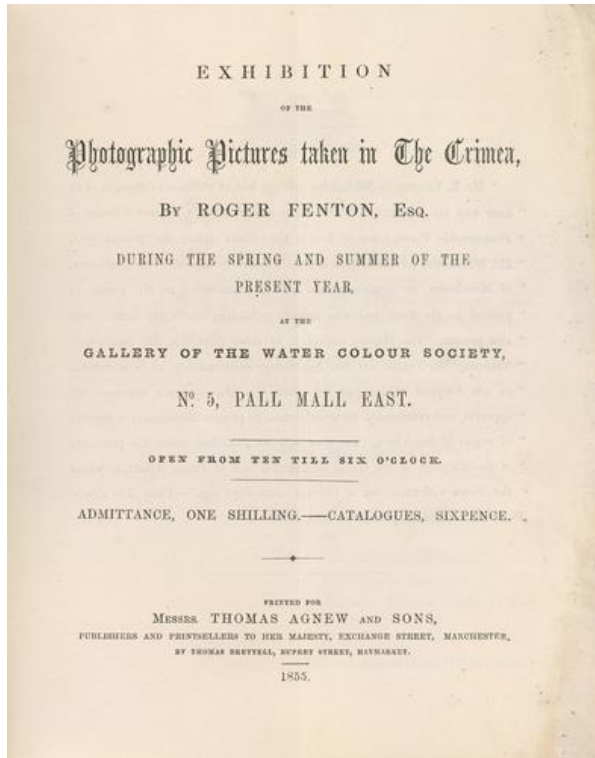 EXHIBITION
OF THE
Photographic Pictures taken in The Crimea,
BY ROGER FENTON, ESQ.
DURING THE SPRING AND SUMMER OF THE
PRESENT YEAR,
AT THE
GALLERY OF THE WATER COLOUR SOCIETY,
No. 5, PALL MALL EAST.
OPEN FROM TEN TILL SIX O'CLOCK.
ADMITTANCE, ONE SHILLING.—CATALOGUES, SIXPENCE.
PRINTED FOR
MESSRS. THOMAS AGNEW AND SONS,
PUBLISHERS AND PRINTSELLERS TO HER MAJESTY, EXCHANGE STREET, MANCHESTER,
BY THOMAS BRETTELL, RUPERT STREET, HAYMARKET.
1855.